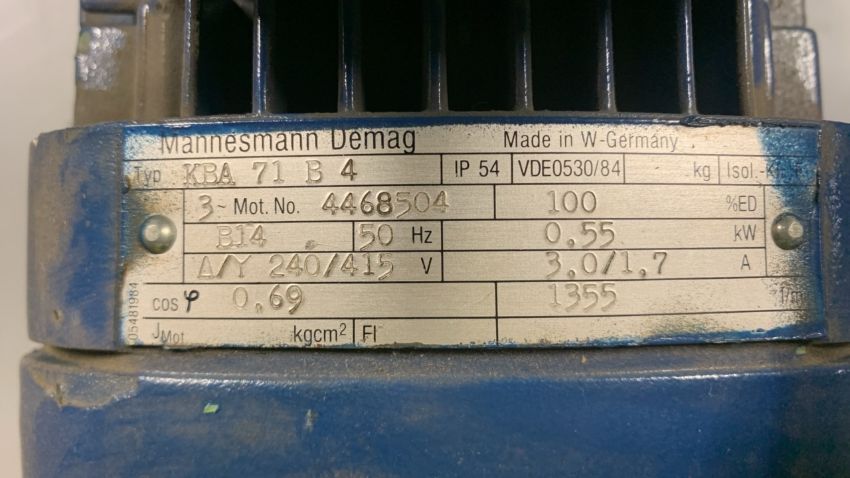 Mannesmann Demag Made in W-Germany
Typ KBA 71 B 4 IP 54 VDE0530/84 kg Isol.-Kl. F
3~ Mot. No. 4468504 100 %ED
B14 50 Hz 0,55 kW
Δ/Y 240/415 V 3,0/1,7 A
cos φ 0,69 1355
JMot kgcm² FI
05481984